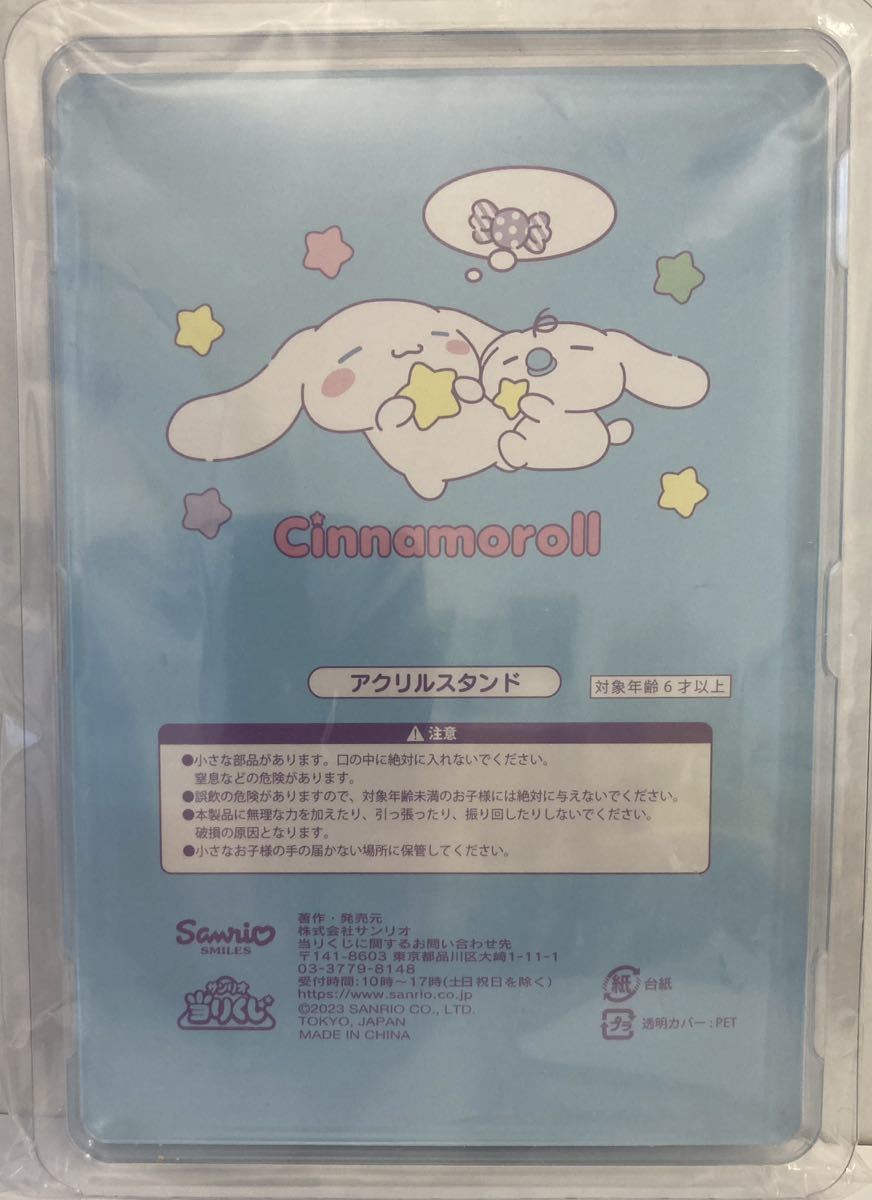 Cinnamoroll
アクリルスタンド
対象年齢6才以上
注意
●小さな部品があります。口の中に絶対に入れないでください。
窒息などの危険があります。
●誤飲の危険がありますので、対象年齢未満のお子様には絶対に与えないでください。
●本製品に無理な力を加えたり、引っ張ったり、振り回したりしないでください。
破損の原因となります。
●小さなお子様の手の届かない場所に保管してください。
Sanrio
SMILES
サンリオ
当りくじ
著作・発売元
株式会社サンリオ
当りくじに関するお問い合わせ先
〒141-8603 東京都品川区大崎1-11-1
03-3779-8148
受付時間:10時〜17時(土日祝日を除く)
https://www.sanrio.co.jp
©2023 SANRIO CO., LTD.
TOKYO, JAPAN
MADE IN CHINA
紙 台紙
プラ 透明カバー:PET